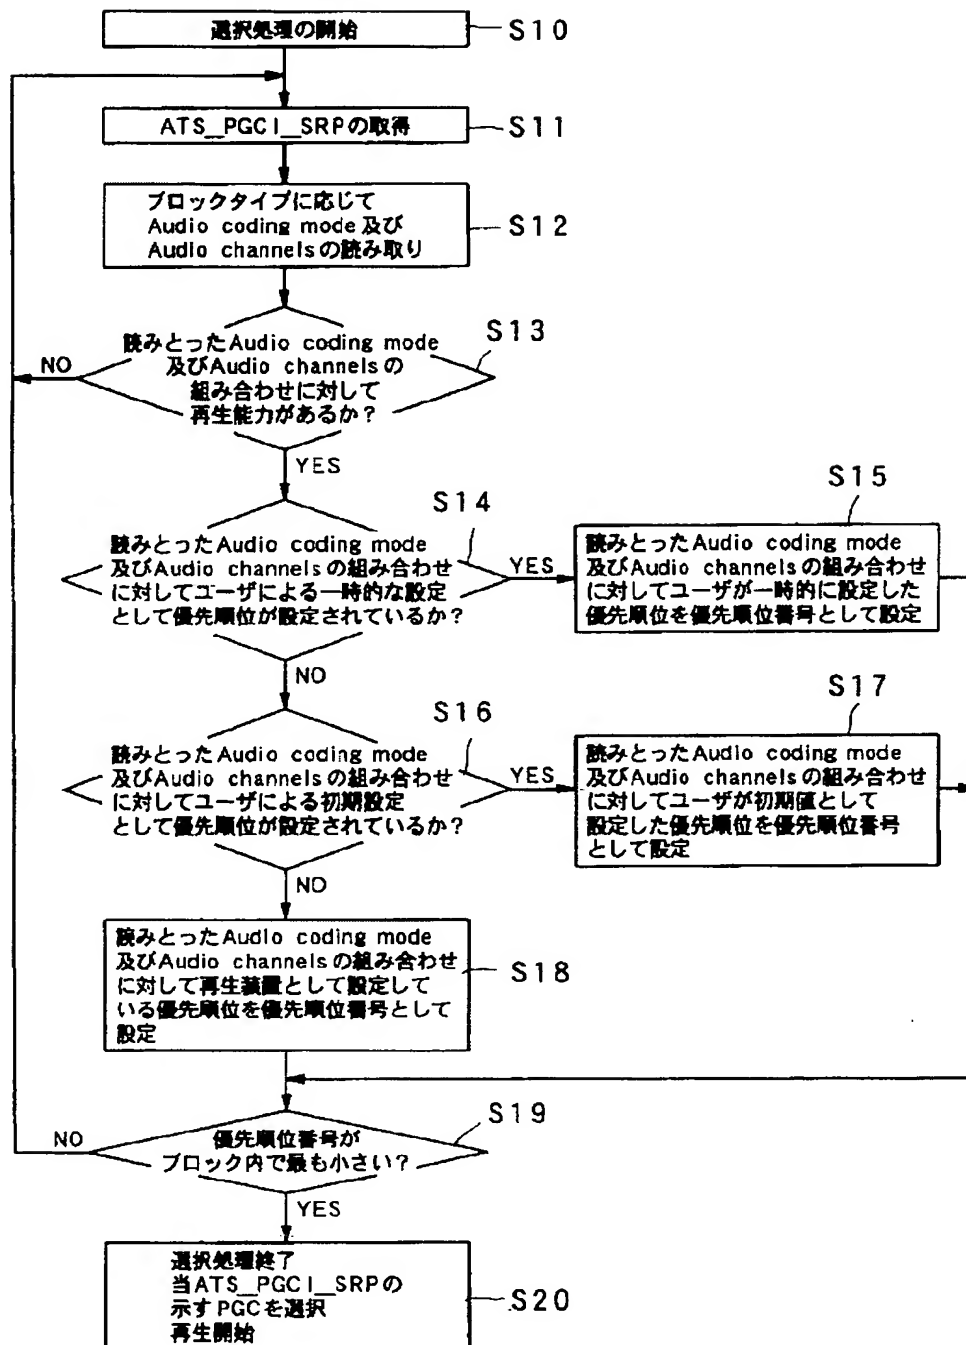 選択処理の開始
S10
ATS_PGCI_SRPの取得
S11
ブロックタイプに応じて
Audio coding mode及び
Audio channelsの読み取り
S12
読みとったAudio coding mode
及びAudio channelsの
組み合わせに対して
再生能力があるか?
S13
NO
YES
読みとったAudio coding mode
及びAudio channelsの組み合わせ
に対してユーザによる一時的な設定
として優先順位が設定されているか?
S14
YES
NO
読みとったAudio coding mode
及びAudio channelsの組み合わせ
に対してユーザが一時的に設定した
優先順位を優先順位番号として設定
S15
読みとったAudio coding mode
及びAudio channelsの組み合わせ
に対してユーザによる初期設定
として優先順位が設定されているか?
S16
YES
NO
読みとったAudio coding mode
及びAudio channelsの組み合わせ
に対してユーザが初期値として
設定した優先順位を優先順位番号
として設定
S17
読みとったAudio coding mode
及びAudio channelsの組み合わせ
に対して再生装置として設定して
いる優先順位を優先順位番号として
設定
S18
優先順位番号が
ブロック内で最も小さい?
S19
NO
YES
選択処理終了
当ATS_PGCI_SRPの
示すPGCを選択
再生開始
S20